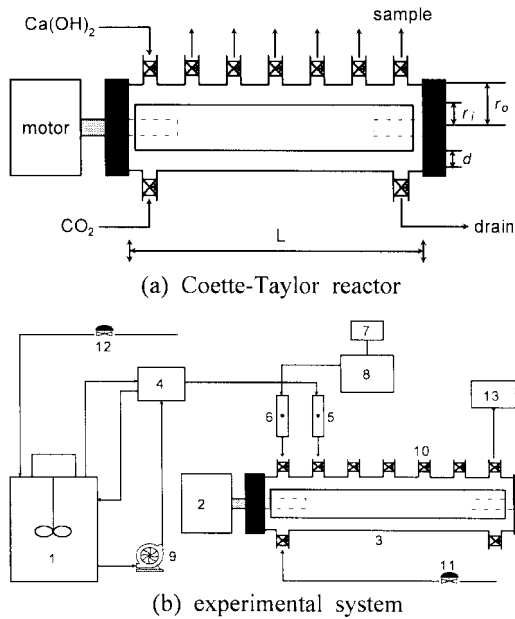 sample
Ca(OH)2
motor
ri
ro
d
CO2
L
drain
(a) Coette-Taylor reactor
12
7
4
8
13
6
5
10
2
1
9
3
11
(b) experimental system